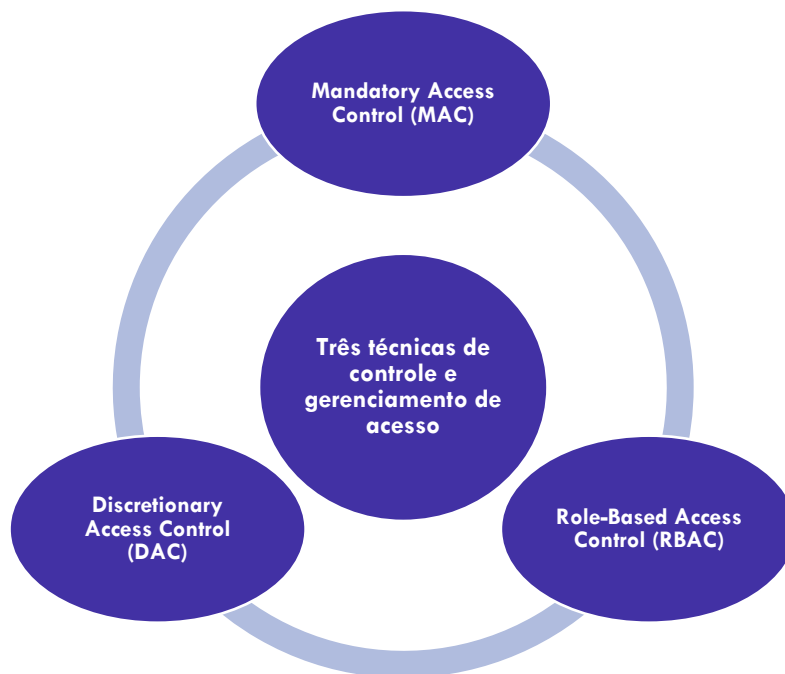 Mandatory Access
Control (MAC)
Três técnicas de
controle e
gerenciamento de
acesso
Discretionary
Access Control
(DAC)
Role-Based Access
Control (RBAC)